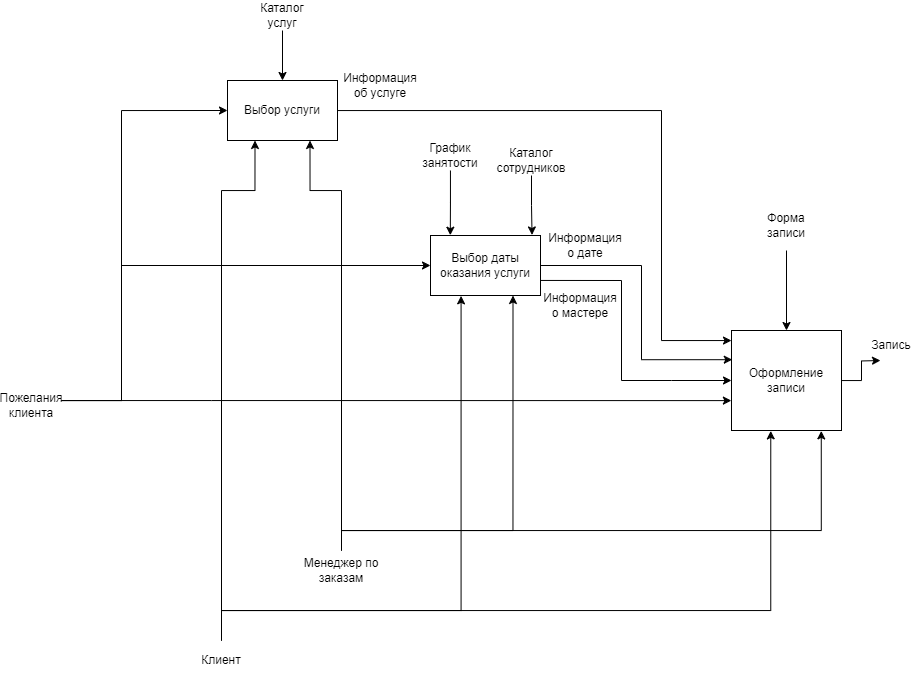 Каталог
услуг
Информация
об услуге
Выбор услуги
График
занятости
Каталог
сотрудников
Форма
записи
Информация
о дате
Выбор даты
оказания услуги
Информация
о мастере
Запись
Оформление
записи
Пожелания
клиента
Менеджер по
заказам
Клиент